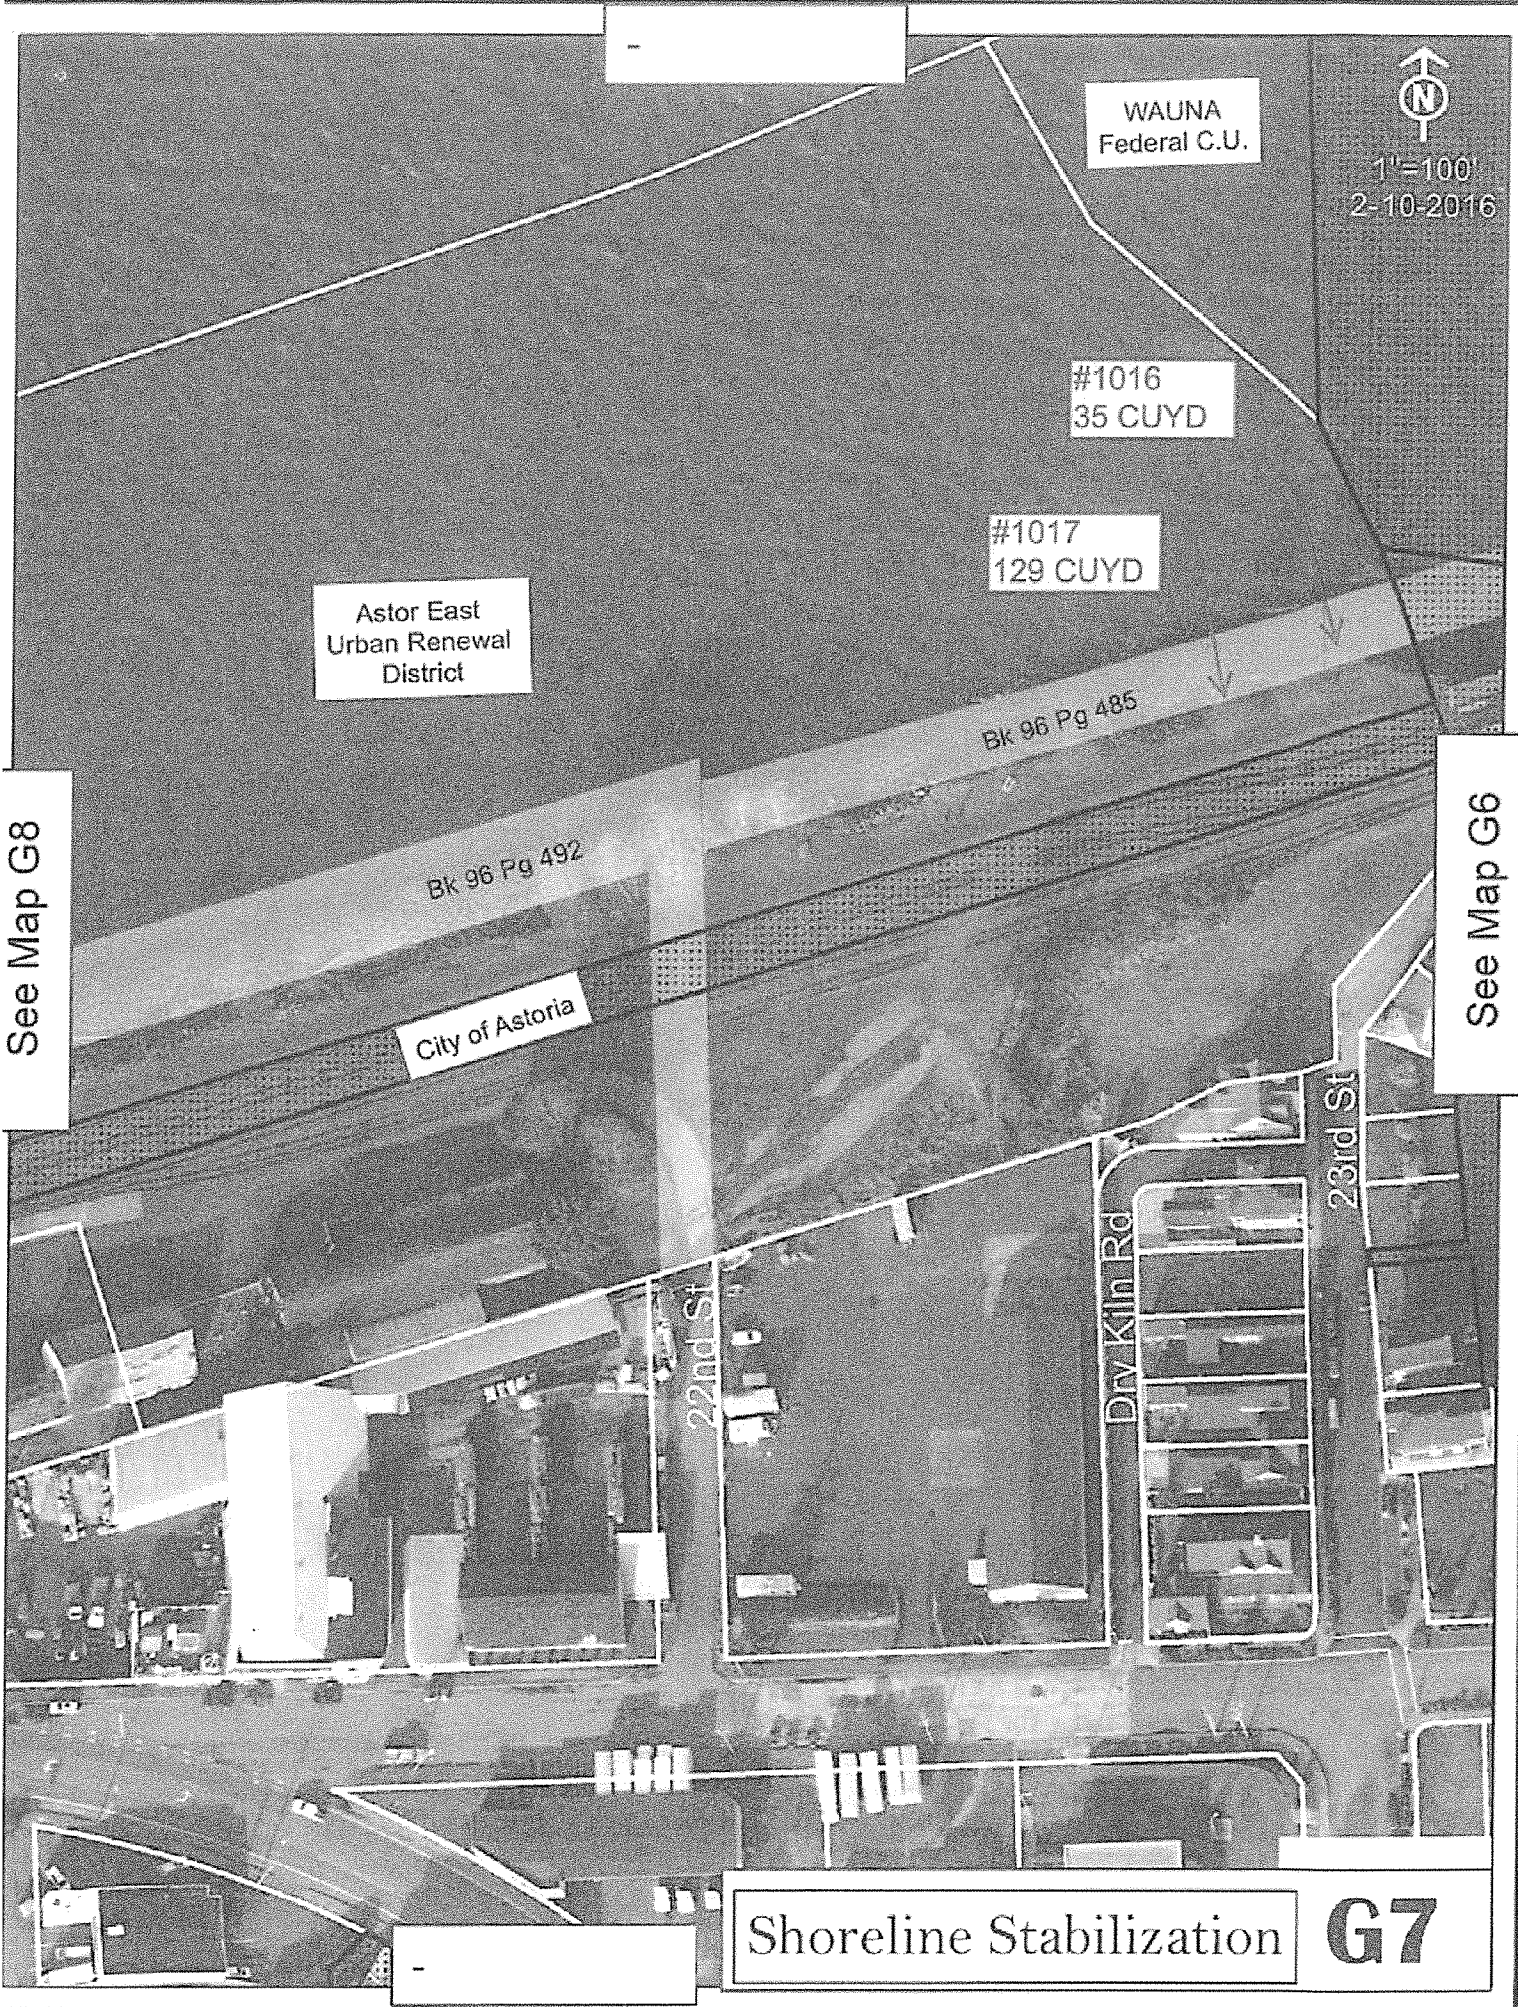 -
WAUNA
Federal C.U.
N
1"=100'
2-10-2016
#1016
35 CUYD
#1017
129 CUYD
Astor East
Urban Renewal
District
Bk 96 Pg 485
Bk 96 Pg 492
See Map G8
See Map G6
City of Astoria
23rd St
Dry Kiln Rd
22nd St
-
Shoreline Stabilization
G7